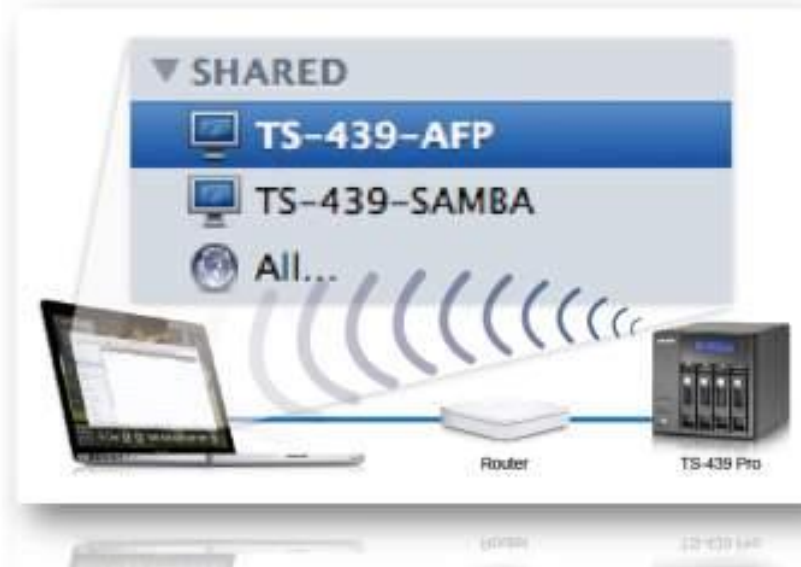 SHARED
TS-439-AFP
TS-439-SAMBA
All...
Router
TS-439 Pro